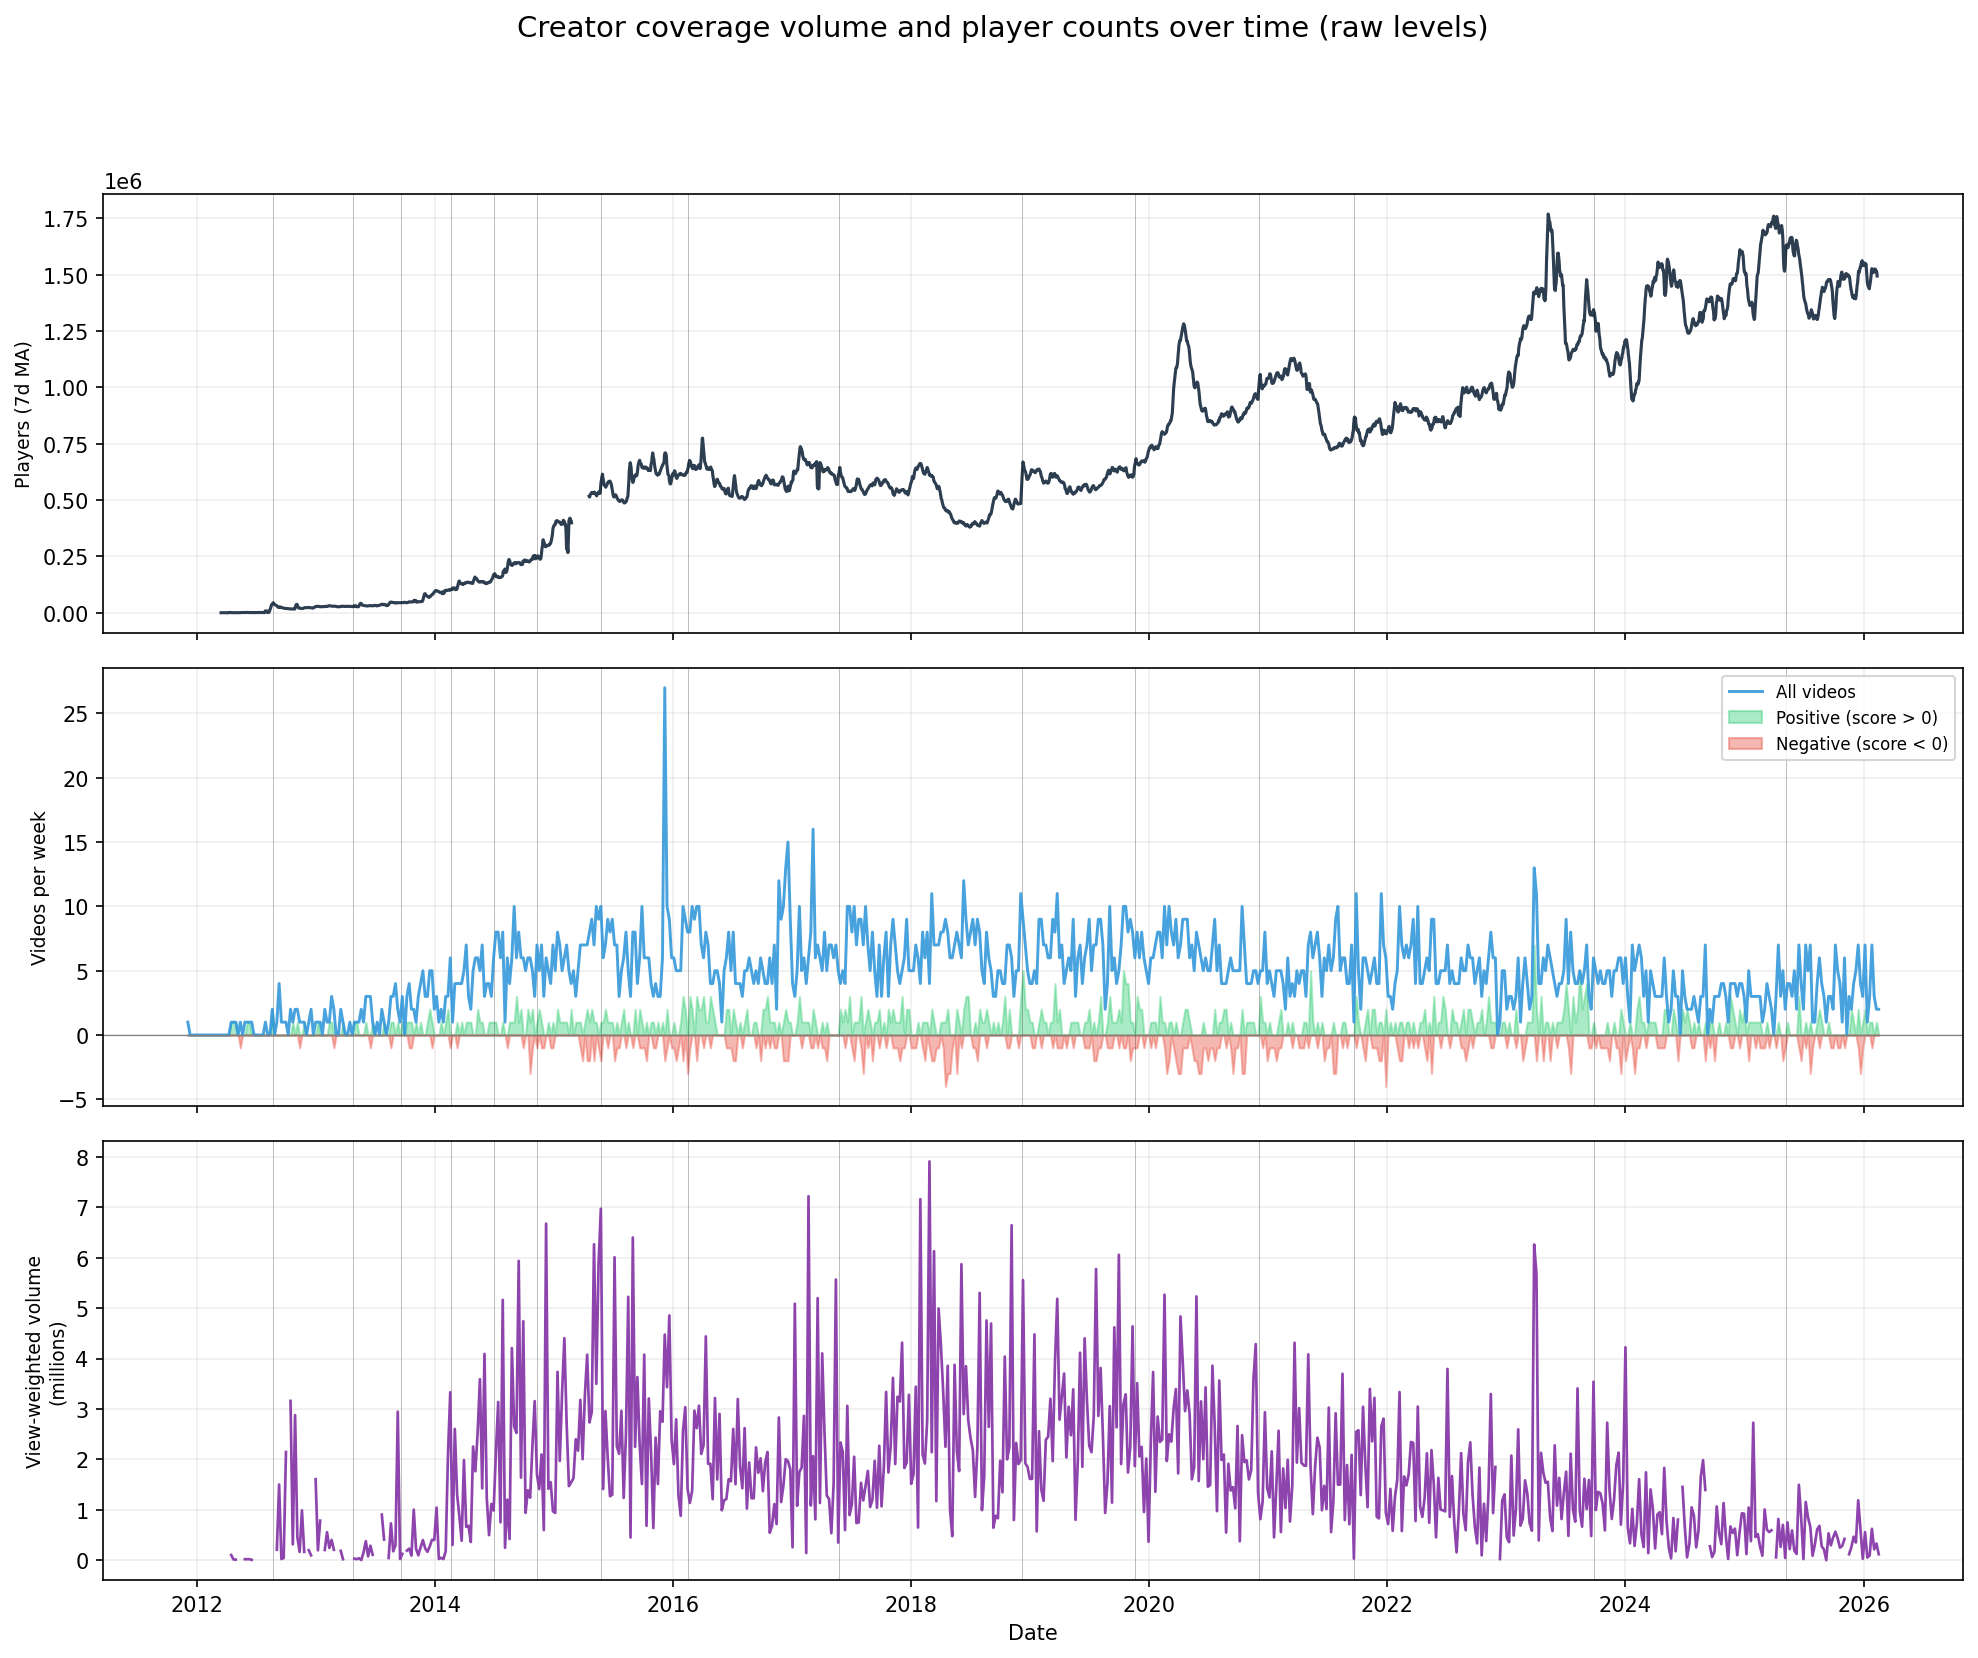 Creator coverage volume and player counts over time (raw levels)
1e6
1.75
1.50
1.25
1.00
0.75
0.50
0.25
0.00
Players (7d MA)
All videos
Positive (score > 0)
Negative (score < 0)
25
20
15
10
5
0
−5
Videos per week
8
7
6
5
4
3
2
1
0
View-weighted volume
(millions)
2012 2014 2016 2018 2020 2022 2024 2026
Date